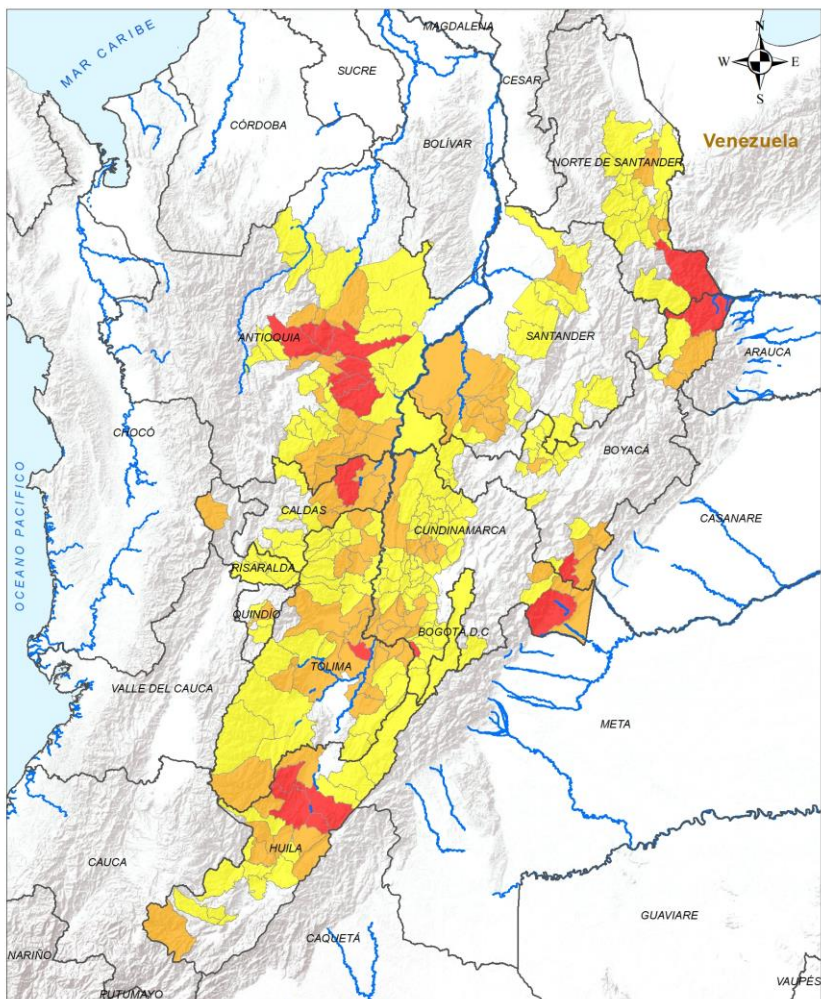 MAGDALENA
N
MAR CARIBE
CESAR
W
E
SUCRE
S
CÓRDOBA
BOLÍVAR
Venezuela
NORTE DE SANTANDER
ANTIOQUIA
SANTANDER
ARAUCA
CHOCÓ
BOYACÁ
OCEANO PACIFICO
CALDAS
CASANARE
CUNDINAMARCA
RISARALDA
QUINDÍO
BOGOTÁ D.C
TOLIMA
VALLE DEL CAUCA
META
HUILA
CAUCA
GUAVIARE
CAQUETÁ
NARIÑO
VAUPÉS
PUTUMAYO